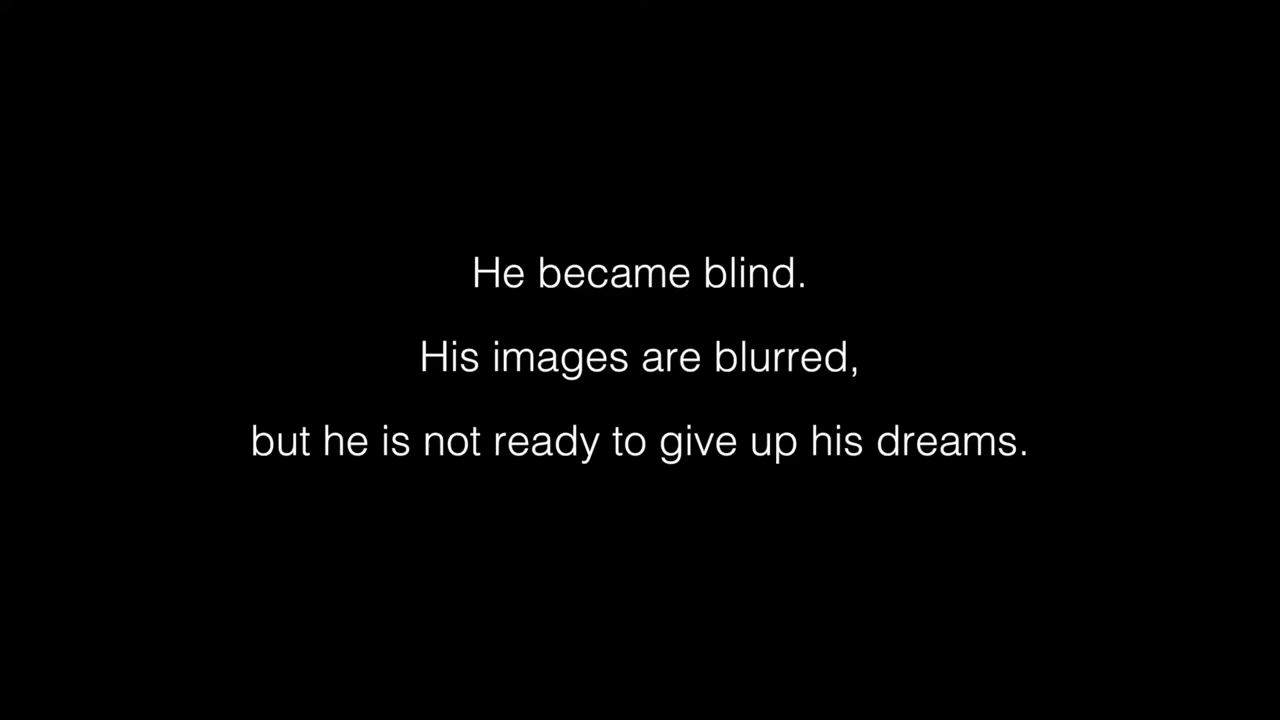 He became blind.
His images are blurred,
but he is not ready to give up his dreams.